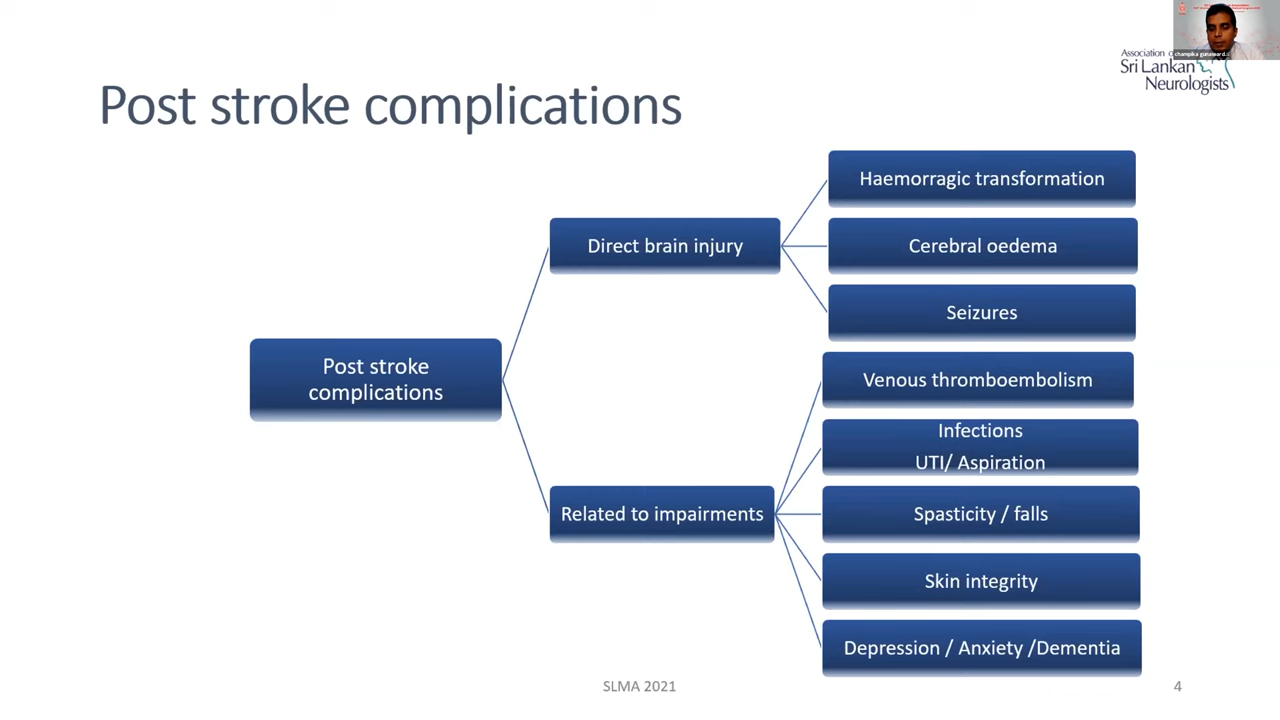 Association
Sri Lankan
Neurologists
Post stroke complications
Haemorragic transformation
Direct brain injury
Cerebral oedema
Seizures
Post stroke
complications
Venous thromboembolism
Infections
UTI/ Aspiration
Related to impairments
Spasticity / falls
Skin integrity
Depression / Anxiety /Dementia
SLMA 2021
4